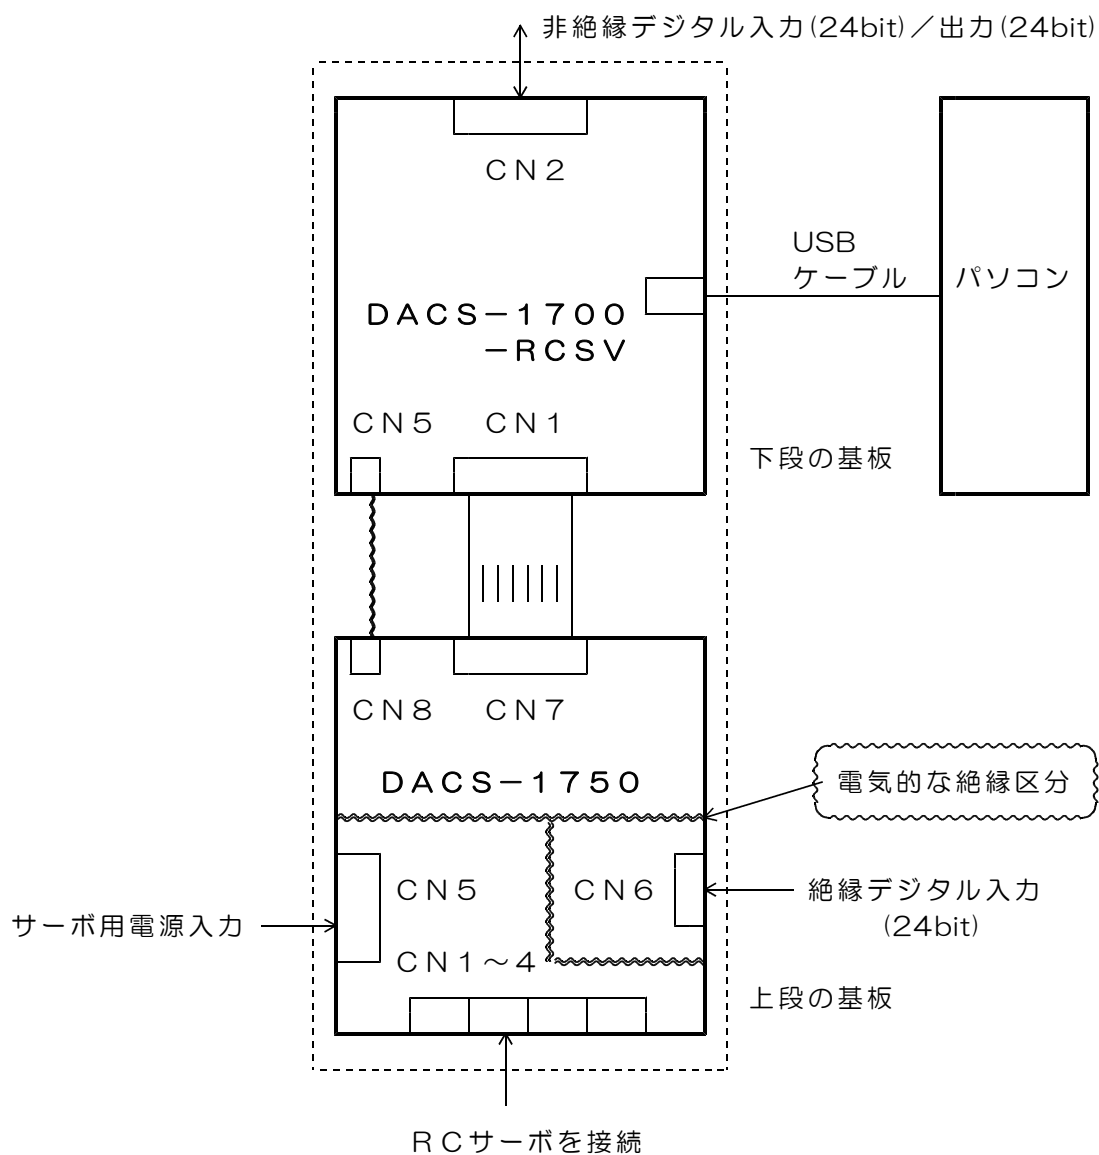 非絶縁デジタル入力(24bit)／出力(24bit)
CN2
USB
ケーブル
パソコン
DACS－1700
－RCSV
CN5
CN1
下段の基板
CN8
CN7
DACS－1750
電気的な絶縁区分
CN5
CN6
絶縁デジタル入力
(24bit)
サーボ用電源入力
CN1～4
上段の基板
RCサーボを接続